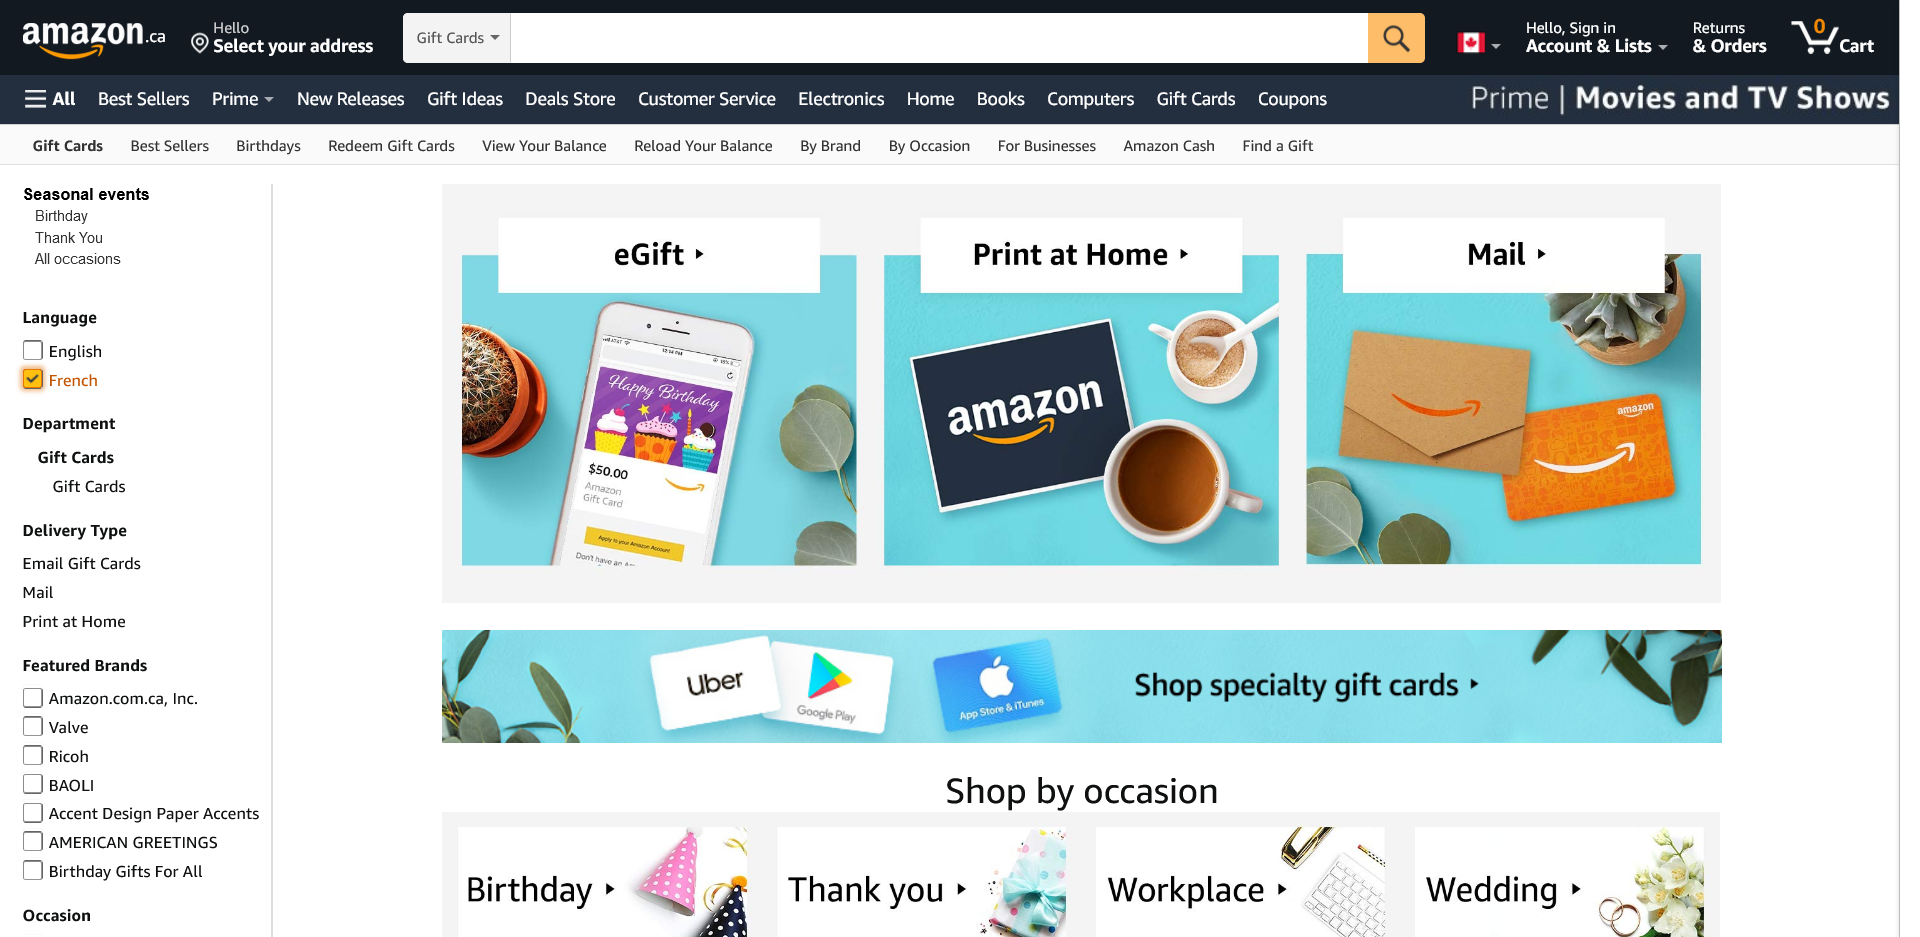 amazon.ca
Hello
Select your address
Gift Cards
Hello, Sign in
Account & Lists
Returns
& Orders
0
Cart
All
Best Sellers
Prime
New Releases
Gift Ideas
Deals Store
Customer Service
Electronics
Home
Books
Computers
Gift Cards
Coupons
Prime | Movies and TV Shows
Gift Cards
Best Sellers
Birthdays
Redeem Gift Cards
View Your Balance
Reload Your Balance
By Brand
By Occasion
For Businesses
Amazon Cash
Find a Gift
Seasonal events
Birthday
Thank You
All occasions
Language
English
French
Department
Gift Cards
Gift Cards
Delivery Type
Email Gift Cards
Mail
Print at Home
Featured Brands
Amazon.com.ca, Inc.
Valve
Ricoh
BAOLI
Accent Design Paper Accents
AMERICAN GREETINGS
Birthday Gifts For All
Occasion
eGift
12:04 PM
Happy Birthday
$50.00
Amazon
Gift Card
Apply to your Amazon Account
Don't have an
Print at Home
amazon
Mail
amazon
Uber
Google Play
App Store & iTunes
Shop specialty gift cards
Shop by occasion
Birthday
Thank you
Workplace
Wedding